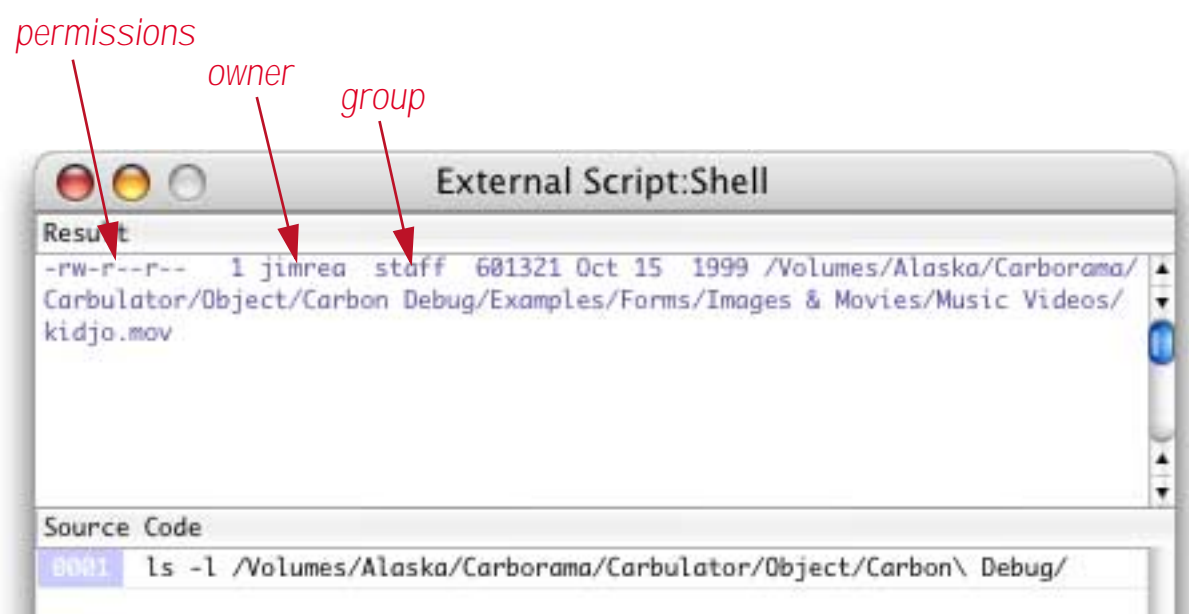 permissions
owner
group
External Script:Shell
Result
-rw-r--r-- 1 jimrea staff 601321 Oct 15 1999 /Volumes/Alaska/Carborama/
Carbulator/Object/Carbon Debug/Examples/Forms/Images & Movies/Music Videos/
kidjo.mov
Source Code
0001 ls -l /Volumes/Alaska/Carborama/Carbulator/Object/Carbon\ Debug/